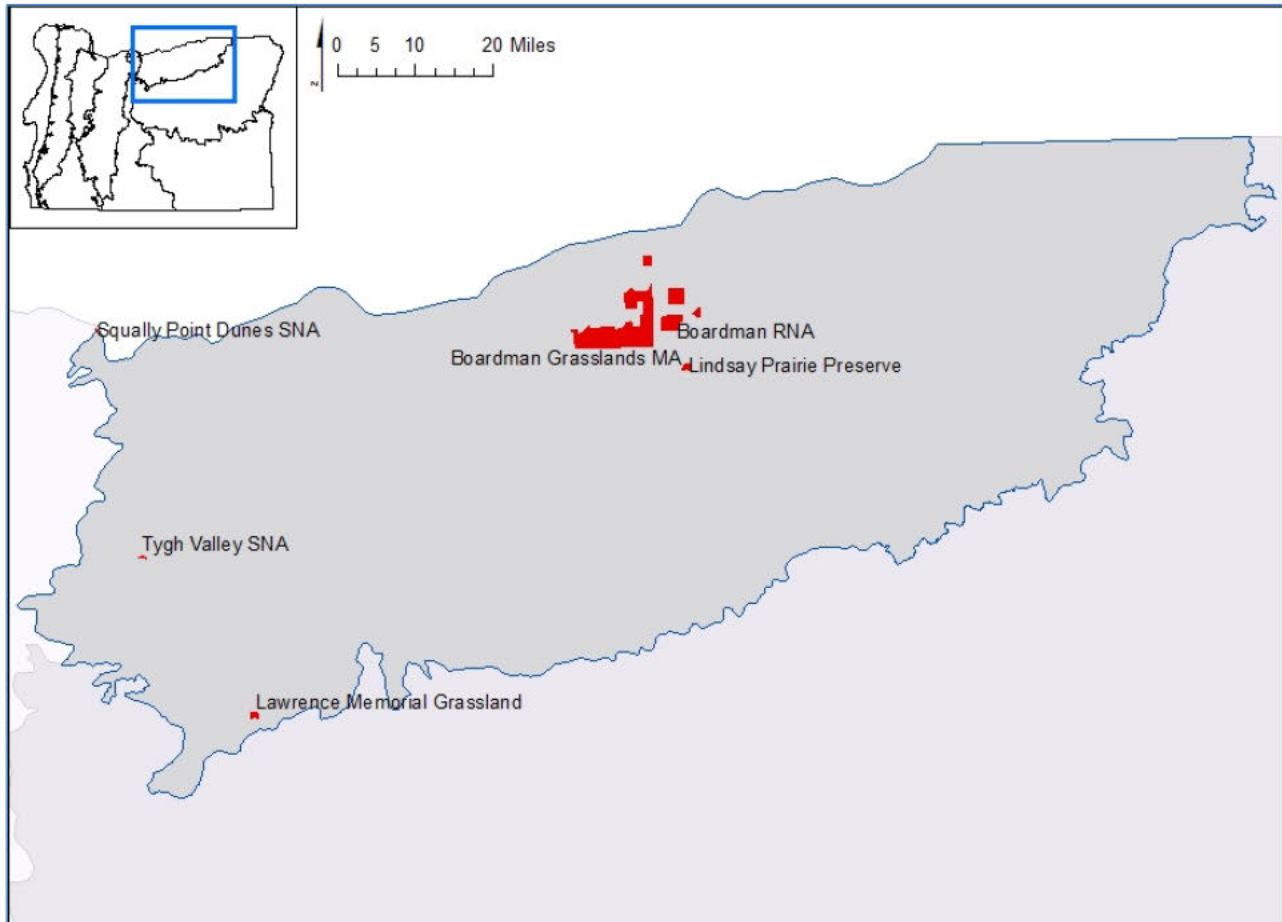 0 5 10 20 Miles
z
Squally Point Dunes SNA
Boardman RNA
Boardman Grasslands MA
Lindsay Prairie Preserve
Tygh Valley SNA
Lawrence Memorial Grassland